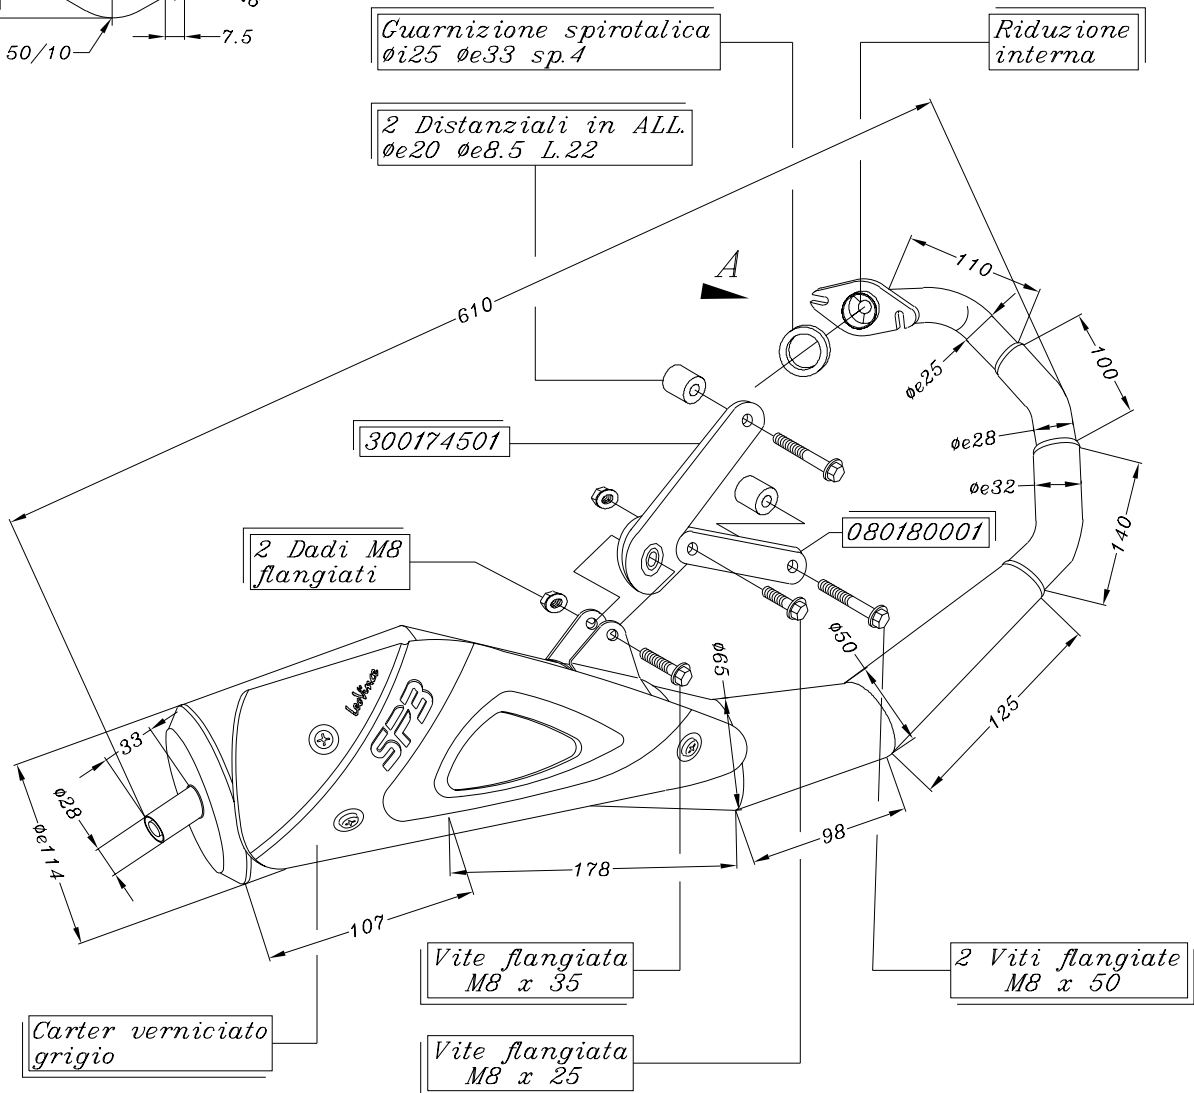 50/10
7.5
Guarnizione spirotalica
øi25 øe33 sp.4
Riduzione
interna
2 Distanziali in ALL.
øe20 øe8.5 L.22
A
110
610
100
øe25
300174501
øe28
øe32
080180001
140
2 Dadi M8
flangiati
ø50
ø65
125
LeoVince
SP3
33
ø28
øe114
98
178
107
Vite flangiata
M8 x 35
2 Viti flangiate
M8 x 50
Carter verniciato
grigio
Vite flangiata
M8 x 25